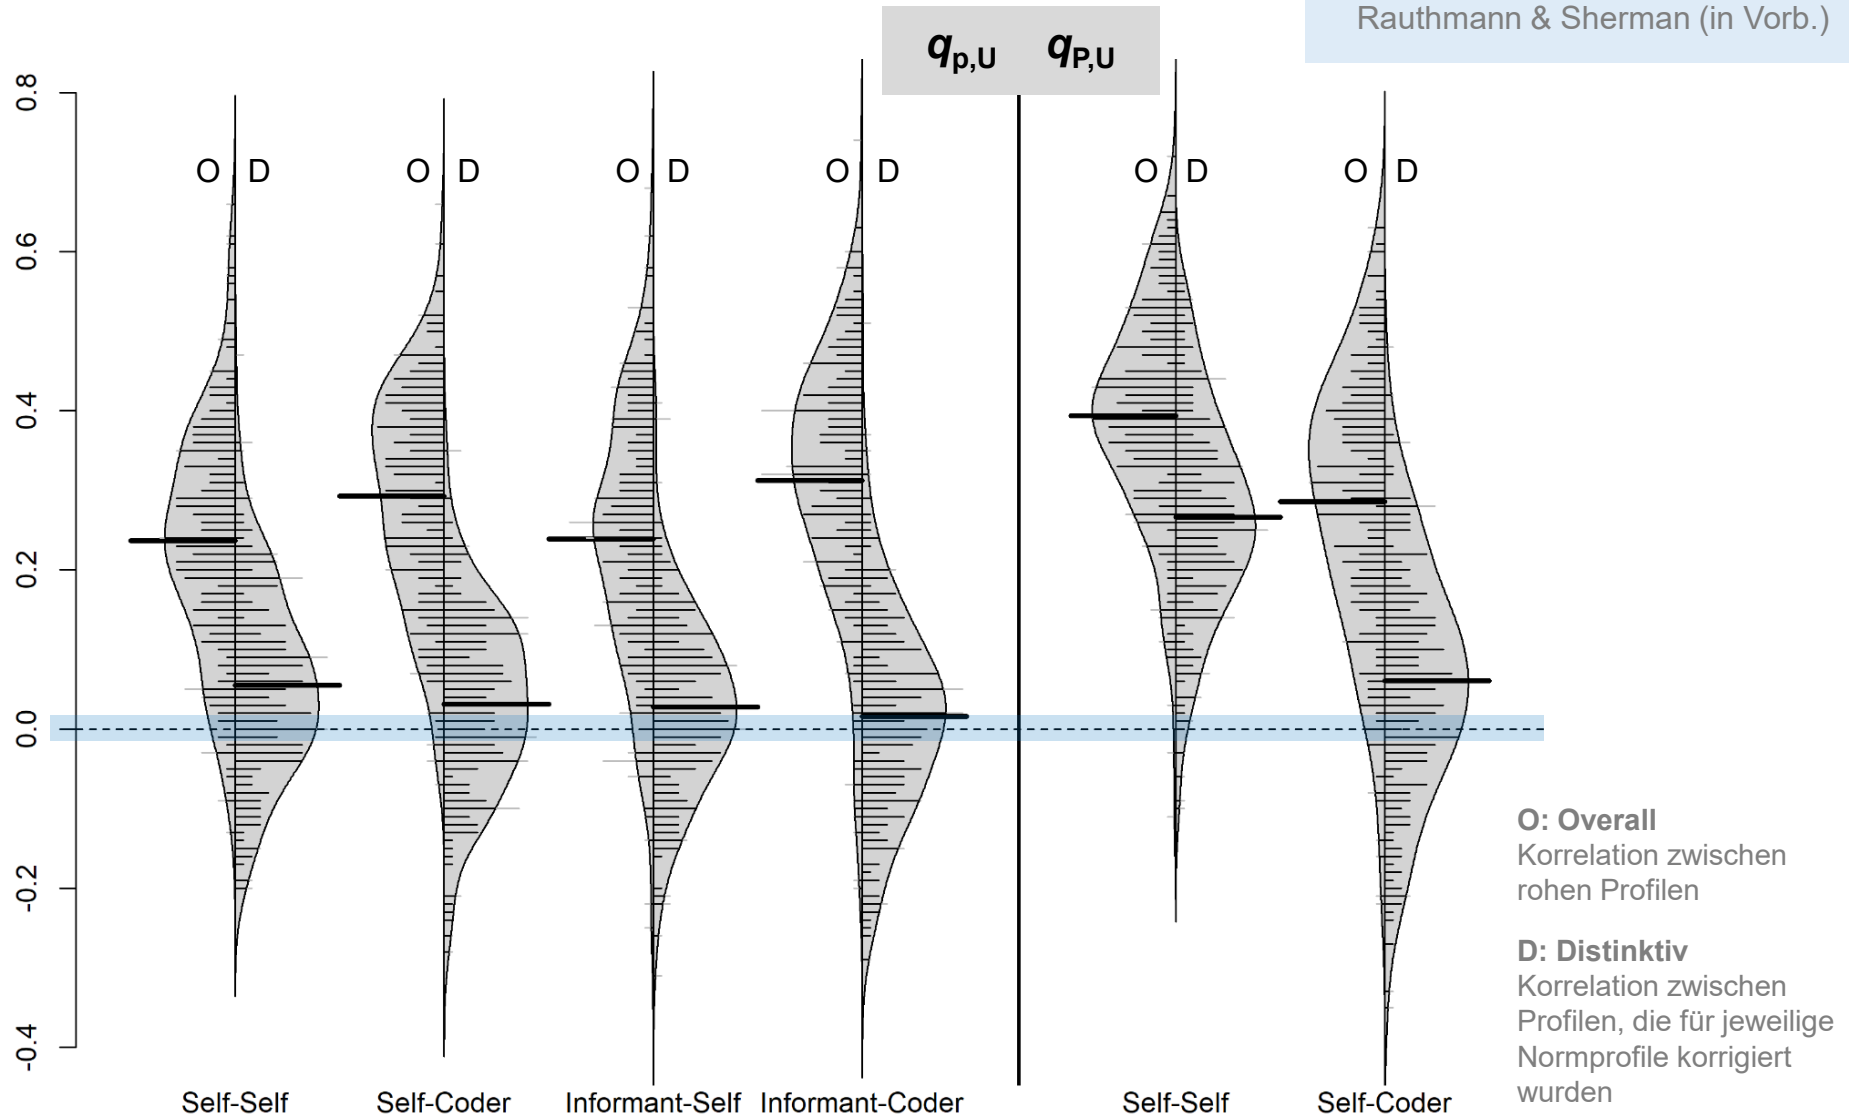 Rauthmann & Sherman (in Vorb.)
qp,U qP,U
0.8
0.6
0.4
0.2
0.0
-0.2
-0.4
O D O D O D O D O D O D
Self-Self Self-Coder Informant-Self Informant-Coder Self-Self Self-Coder
O: Overall
Korrelation zwischen
rohen Profilen
D: Distinktiv
Korrelation zwischen
Profilen, die für jeweilige
Normprofile korrigiert
wurden